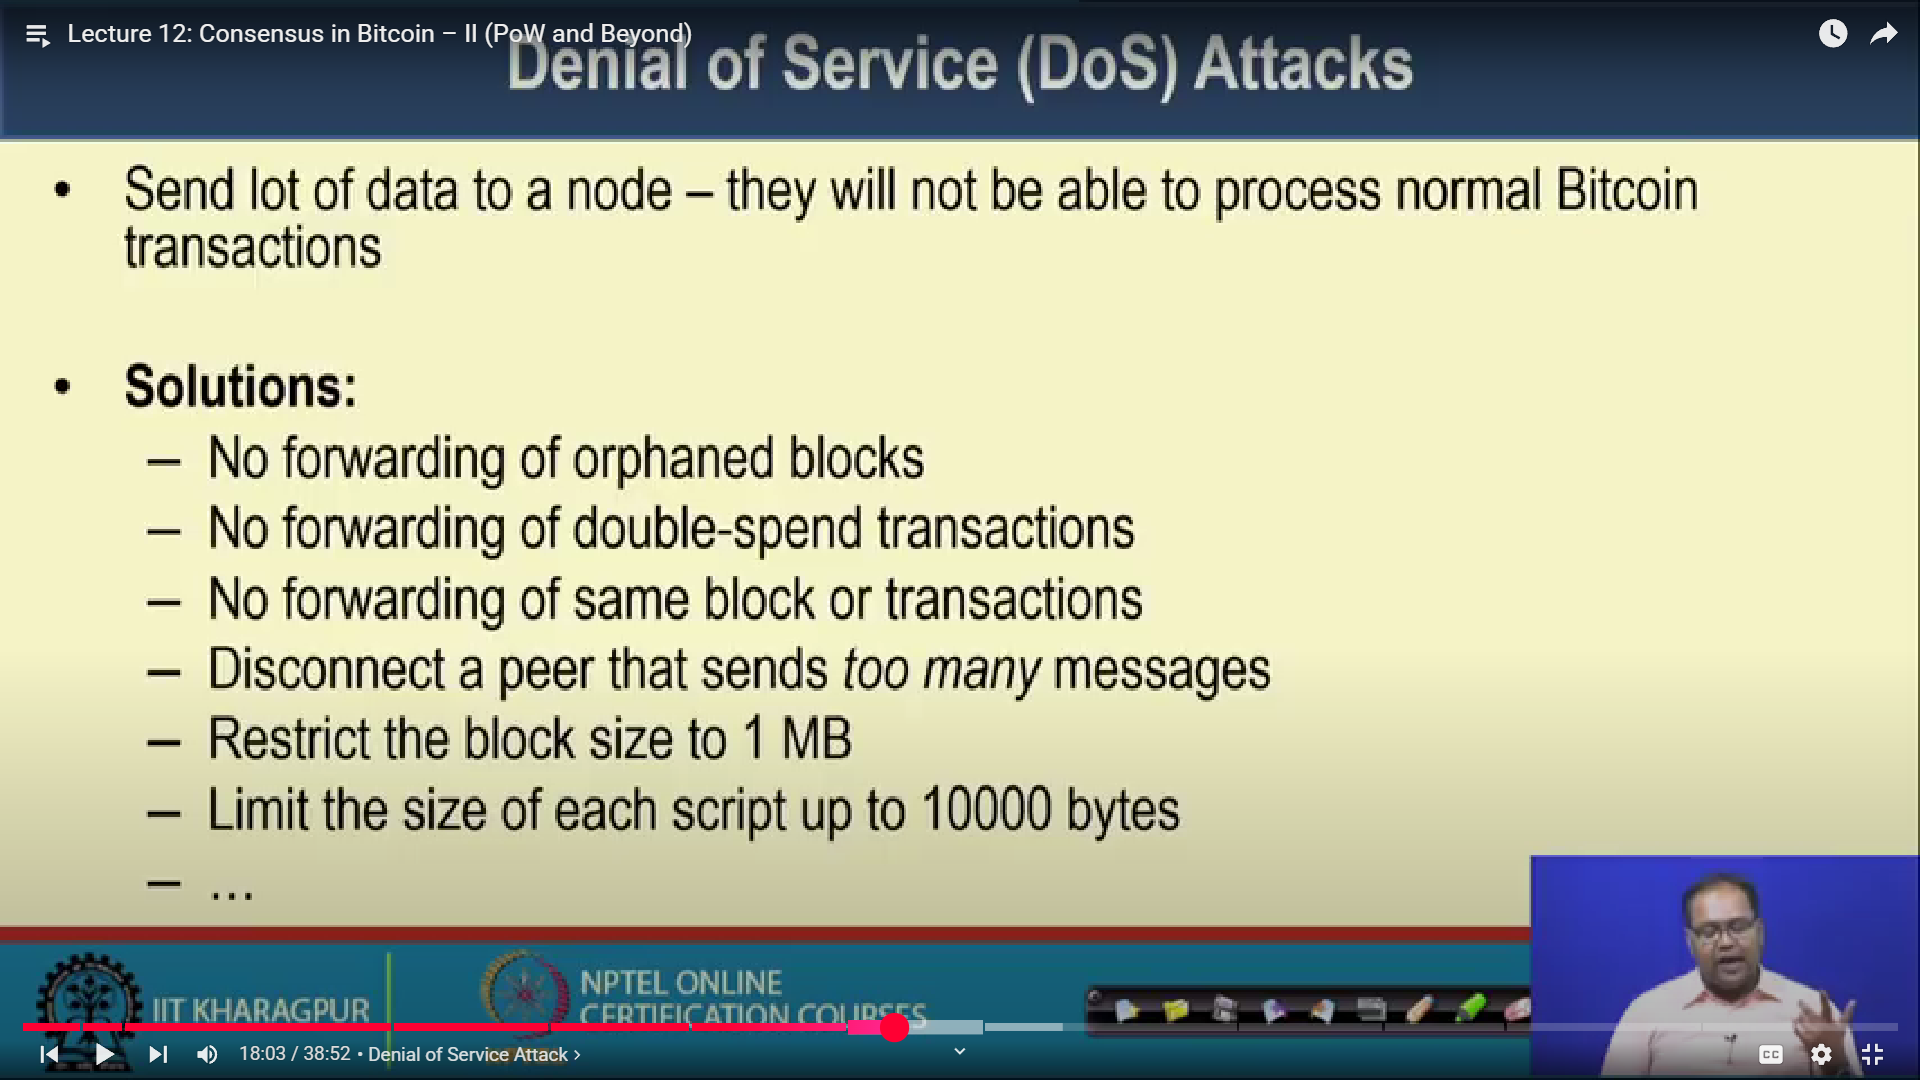 Lecture 12: Consensus in Bitcoin – II (PoW and Beyond)
Denial of Service (DoS) Attacks
• Send lot of data to a node – they will not be able to process normal Bitcoin
transactions
• Solutions:
– No forwarding of orphaned blocks
– No forwarding of double-spend transactions
– No forwarding of same block or transactions
– Disconnect a peer that sends too many messages
– Restrict the block size to 1 MB
– Limit the size of each script up to 10000 bytes
– ...
IIT KHARAGPUR
NPTEL ONLINE
CERTIFICATION COURSES
18:03 / 38:52 • Denial of Service Attack ›
CC